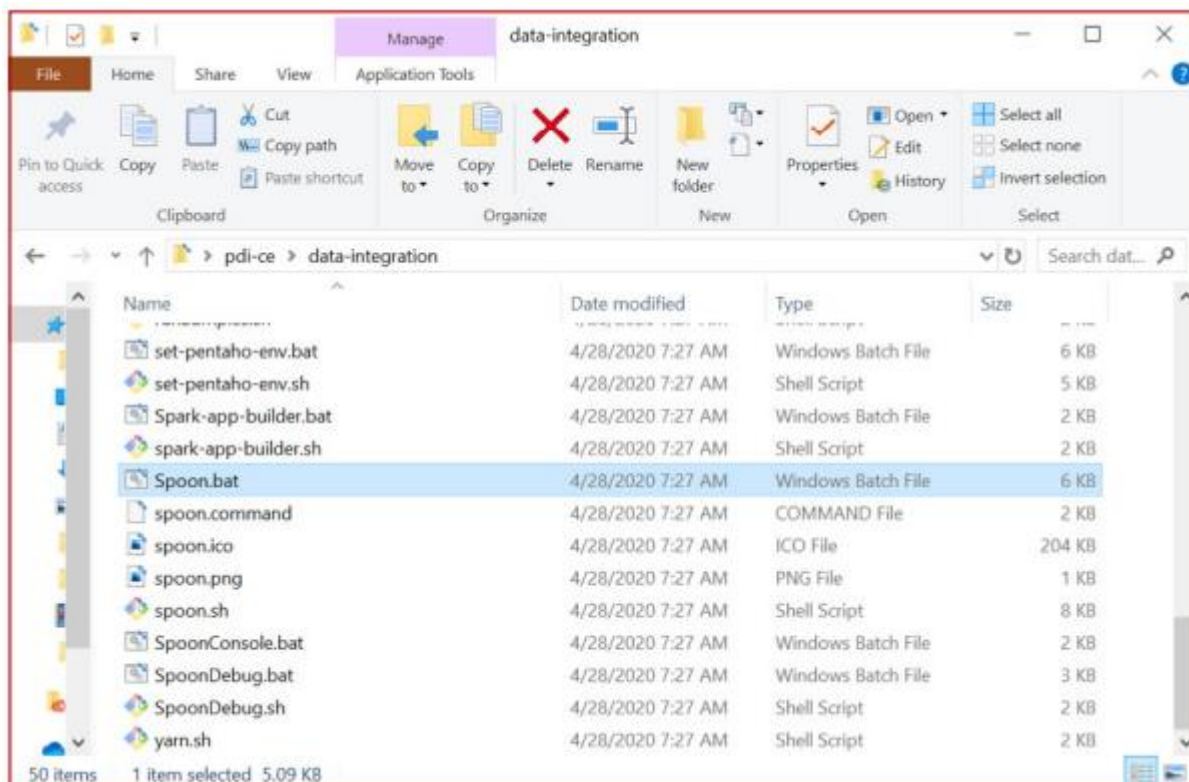 Manage data-integration
File Home Share View Application Tools
Pin to Quick access
Copy
Paste
Cut
Copy path
Paste shortcut
Clipboard
Move to
Copy to
Delete
Rename
Organize
New folder
New
Properties
Open
Edit
History
Open
Select all
Select none
Invert selection
Select
pdi-ce > data-integration Search dat...
Name Date modified Type Size
set-pentaho-env.bat 4/28/2020 7:27 AM Windows Batch File 6 KB
set-pentaho-env.sh 4/28/2020 7:27 AM Shell Script 5 KB
Spark-app-builder.bat 4/28/2020 7:27 AM Windows Batch File 2 KB
spark-app-builder.sh 4/28/2020 7:27 AM Shell Script 2 KB
Spoon.bat 4/28/2020 7:27 AM Windows Batch File 6 KB
spoon.command 4/28/2020 7:27 AM COMMAND File 2 KB
spoon.ico 4/28/2020 7:27 AM ICO File 204 KB
spoon.png 4/28/2020 7:27 AM PNG File 1 KB
spoon.sh 4/28/2020 7:27 AM Shell Script 8 KB
SpoonConsole.bat 4/28/2020 7:27 AM Windows Batch File 2 KB
SpoonDebug.bat 4/28/2020 7:27 AM Windows Batch File 3 KB
SpoonDebug.sh 4/28/2020 7:27 AM Shell Script 2 KB
yarn.sh 4/28/2020 7:27 AM Shell Script 2 KB
50 items 1 item selected 5.09 KB